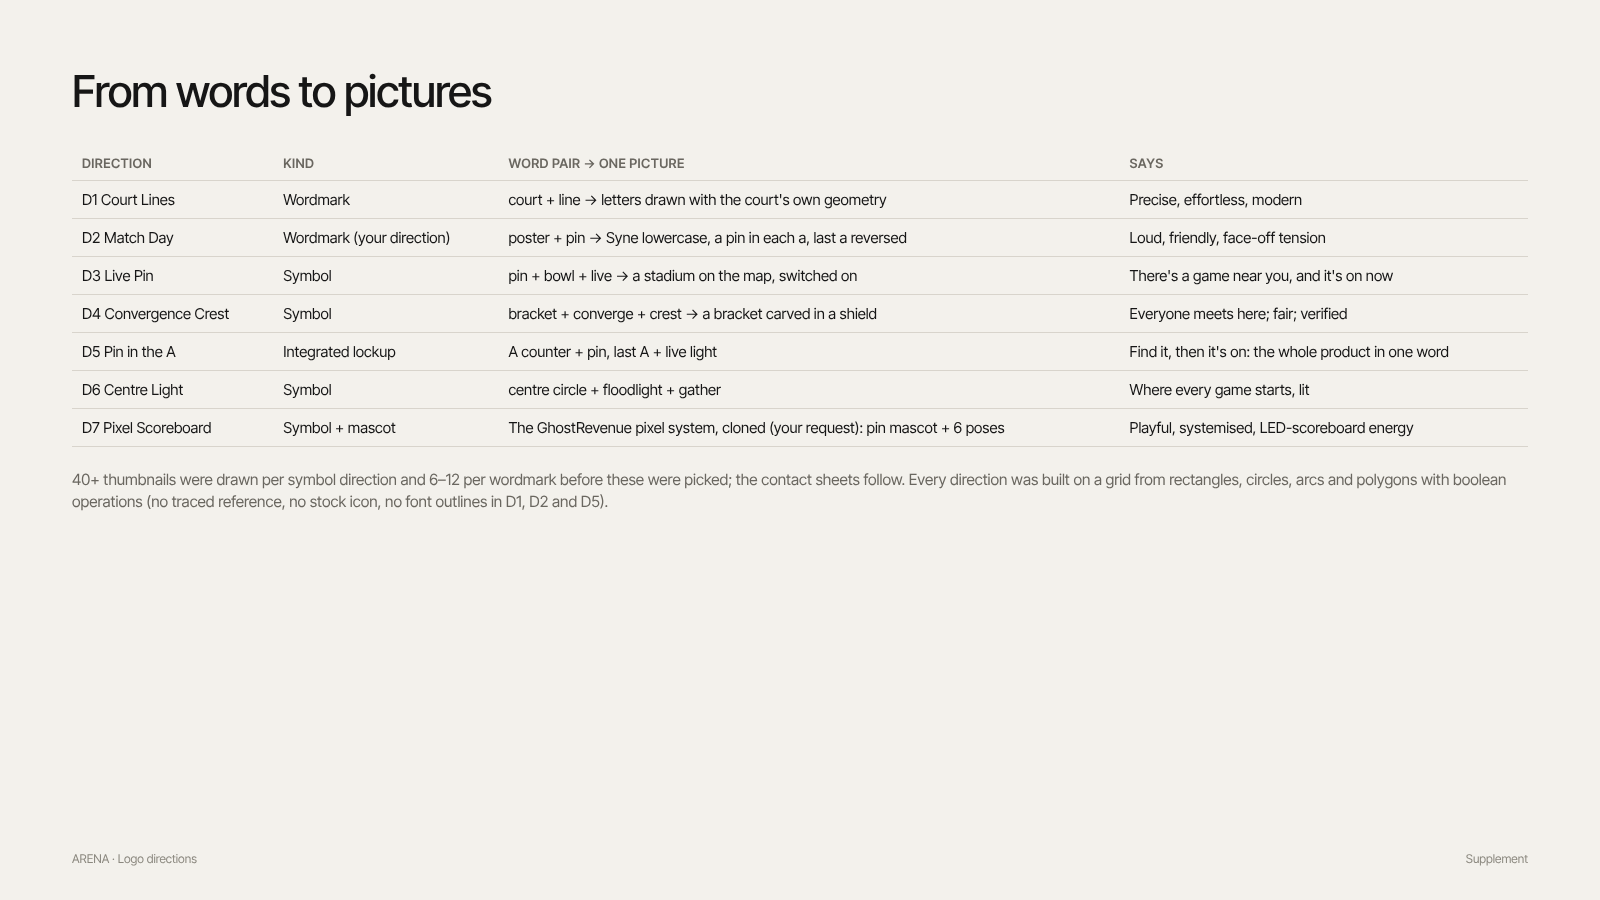 From words to pictures
DIRECTION KIND WORD PAIR → ONE PICTURE SAYS
D1 Court Lines Wordmark court + line → letters drawn with the court's own geometry Precise, effortless, modern
D2 Match Day Wordmark (your direction) poster + pin → Syne lowercase, a pin in each a, last a reversed Loud, friendly, face-off tension
D3 Live Pin Symbol pin + bowl + live → a stadium on the map, switched on There's a game near you, and it's on now
D4 Convergence Crest Symbol bracket + converge + crest → a bracket carved in a shield Everyone meets here; fair; verified
D5 Pin in the A Integrated lockup A counter + pin, last A + live light Find it, then it's on: the whole product in one word
D6 Centre Light Symbol centre circle + floodlight + gather Where every game starts, lit
D7 Pixel Scoreboard Symbol + mascot The GhostRevenue pixel system, cloned (your request): pin mascot + 6 poses Playful, systemised, LED-scoreboard energy
40+ thumbnails were drawn per symbol direction and 6–12 per wordmark before these were picked; the contact sheets follow. Every direction was built on a grid from rectangles, circles, arcs and polygons with boolean
operations (no traced reference, no stock icon, no font outlines in D1, D2 and D5).
ARENA · Logo directions Supplement